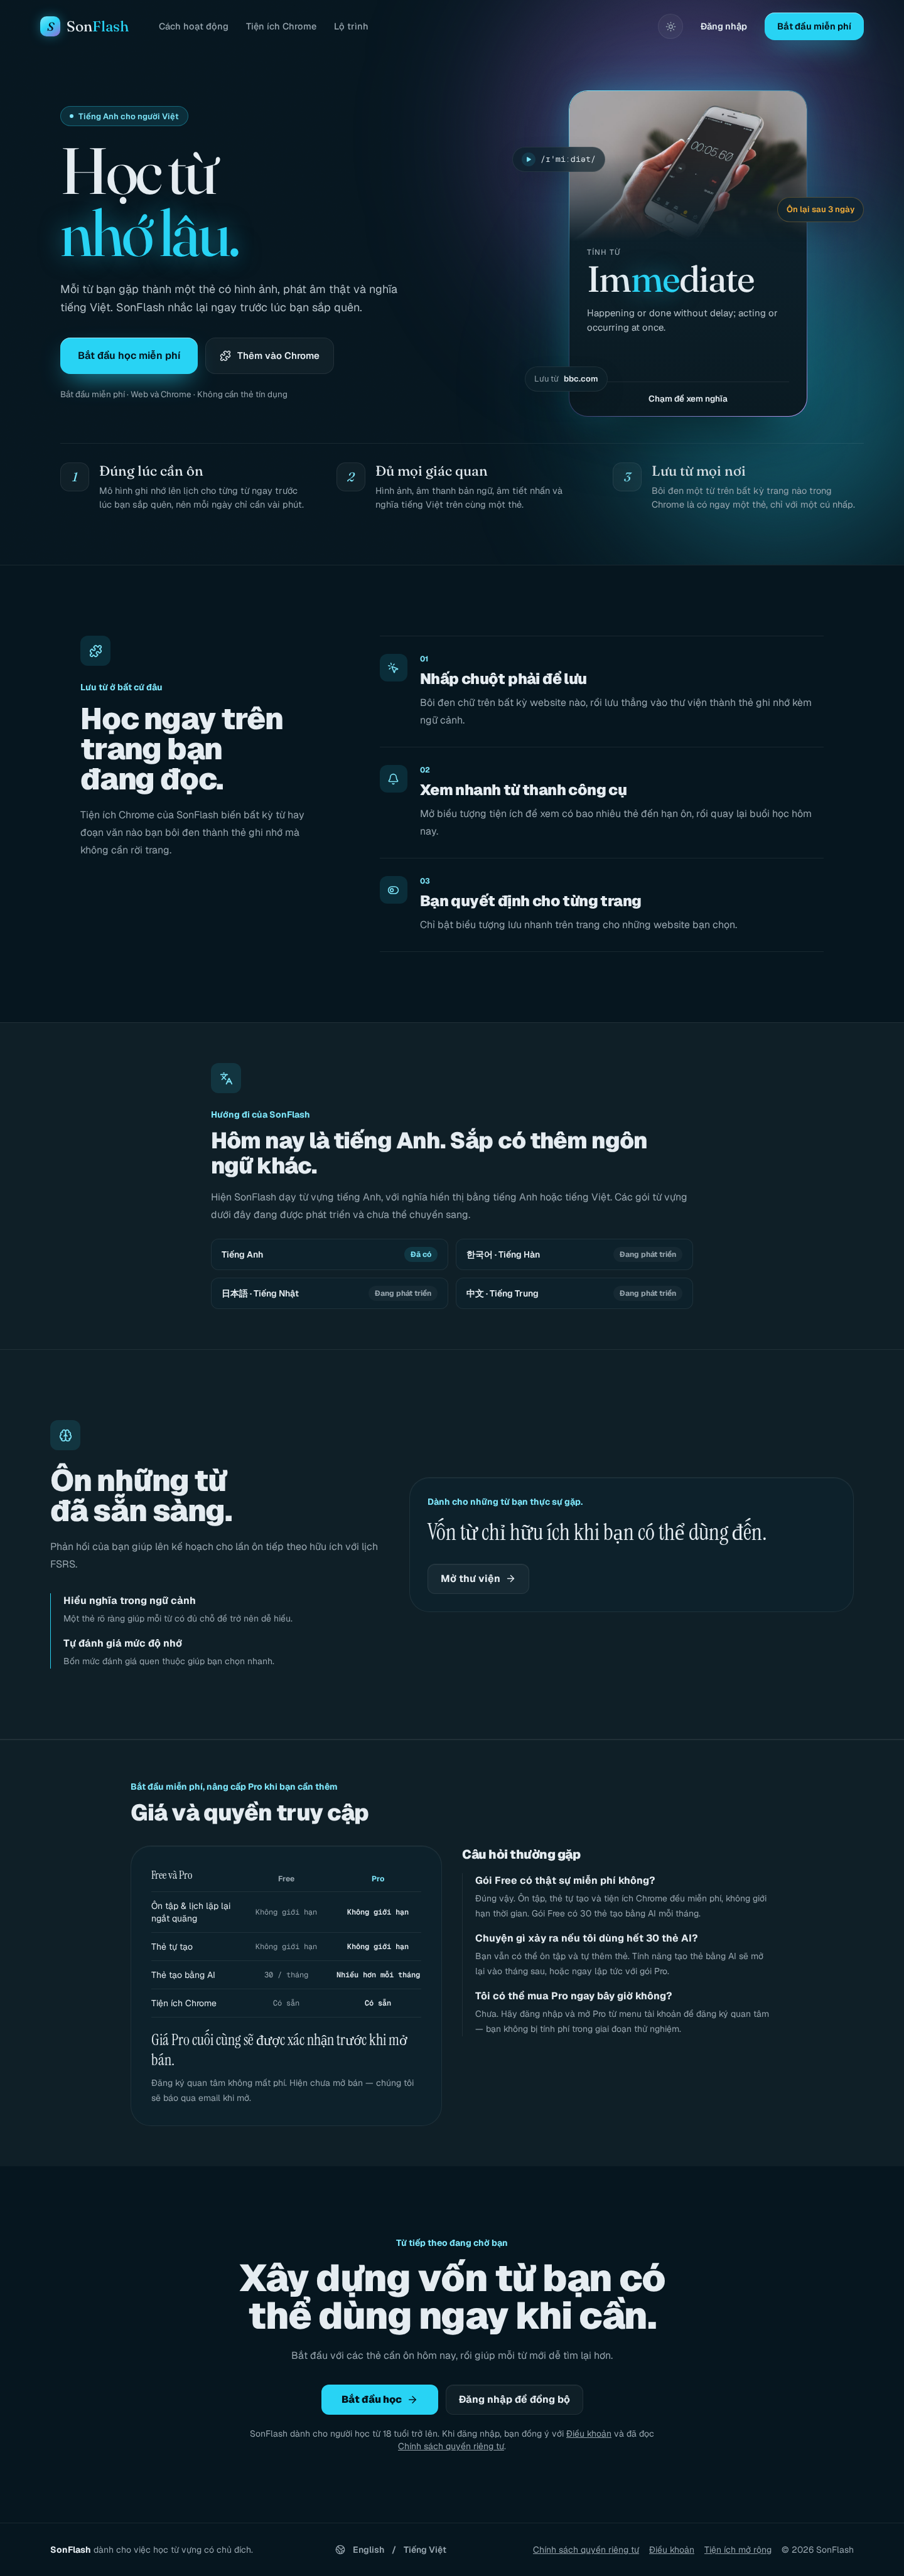 S SonFlash
Cách hoạt động Tiện ích Chrome Lộ trình
Đăng nhập
Bắt đầu miễn phí
Tiếng Anh cho người Việt
Học từ
nhớ lâu.
Mỗi từ bạn gặp thành một thẻ có hình ảnh, phát âm thật và nghĩa
tiếng Việt. SonFlash nhắc lại ngay trước lúc bạn sắp quên.
Bắt đầu học miễn phí
Thêm vào Chrome
Bắt đầu miễn phí · Web và Chrome · Không cần thẻ tín dụng
00:05.60
/ɪˈmiːdiət/
Ôn lại sau 3 ngày
TÍNH TỪ
Immediate
Happening or done without delay; acting or
occurring at once.
Lưu từ bbc.com
Chạm để xem nghĩa
1
Đúng lúc cần ôn
Mô hình ghi nhớ lên lịch cho từng từ ngay trước
lúc bạn sắp quên, nên mỗi ngày chỉ cần vài phút.
2
Đủ mọi giác quan
Hình ảnh, âm thanh bản ngữ, âm tiết nhấn và
nghĩa tiếng Việt trên cùng một thẻ.
3
Lưu từ mọi nơi
Bôi đen một từ trên bất kỳ trang nào trong
Chrome là có ngay một thẻ, chỉ với một cú nhấp.
Lưu từ ở bất cứ đâu
Học ngay trên
trang bạn
đang đọc.
Tiện ích Chrome của SonFlash biến bất kỳ từ hay
đoạn văn nào bạn bôi đen thành thẻ ghi nhớ mà
không cần rời trang.
01
Nhấp chuột phải để lưu
Bôi đen chữ trên bất kỳ website nào, rồi lưu thẳng vào thư viện thành thẻ ghi nhớ kèm
ngữ cảnh.
02
Xem nhanh từ thanh công cụ
Mở biểu tượng tiện ích để xem có bao nhiêu thẻ đến hạn ôn, rồi quay lại buổi học hôm
nay.
03
Bạn quyết định cho từng trang
Chỉ bật biểu tượng lưu nhanh trên trang cho những website bạn chọn.
Hướng đi của SonFlash
Hôm nay là tiếng Anh. Sắp có thêm ngôn
ngữ khác.
Hiện SonFlash dạy từ vựng tiếng Anh, với nghĩa hiển thị bằng tiếng Anh hoặc tiếng Việt. Các gói từ vựng
dưới đây đang được phát triển và chưa thể chuyển sang.
Tiếng Anh Đã có
한국어 · Tiếng Hàn Đang phát triển
日本語 · Tiếng Nhật Đang phát triển
中文 · Tiếng Trung Đang phát triển
Ôn những từ
đã sẵn sàng.
Phản hồi của bạn giúp lên kế hoạch cho lần ôn tiếp theo hữu ích với lịch
FSRS.
Hiểu nghĩa trong ngữ cảnh
Một thẻ rõ ràng giúp mỗi từ có đủ chỗ để trở nên dễ hiểu.
Tự đánh giá mức độ nhớ
Bốn mức đánh giá quen thuộc giúp bạn chọn nhanh.
Dành cho những từ bạn thực sự gặp.
Vốn từ chỉ hữu ích khi bạn có thể dùng đến.
Mở thư viện
Bắt đầu miễn phí, nâng cấp Pro khi bạn cần thêm
Giá và quyền truy cập
Free và Pro Free Pro
Ôn tập & lịch lặp lại
ngắt quãng
Không giới hạn Không giới hạn
Thẻ tự tạo Không giới hạn Không giới hạn
Thẻ tạo bằng AI 30 / tháng Nhiều hơn mỗi tháng
Tiện ích Chrome Có sẵn Có sẵn
Giá Pro cuối cùng sẽ được xác nhận trước khi mở
bán.
Đăng ký quan tâm không mất phí. Hiện chưa mở bán — chúng tôi
sẽ báo qua email khi mở.
Câu hỏi thường gặp
Gói Free có thật sự miễn phí không?
Đúng vậy. Ôn tập, thẻ tự tạo và tiện ích Chrome đều miễn phí, không giới
hạn thời gian. Gói Free có 30 thẻ tạo bằng AI mỗi tháng.
Chuyện gì xảy ra nếu tôi dùng hết 30 thẻ AI?
Bạn vẫn có thể ôn tập và tự thêm thẻ. Tính năng tạo thẻ bằng AI sẽ mở
lại vào tháng sau, hoặc ngay lập tức với gói Pro.
Tôi có thể mua Pro ngay bây giờ không?
Chưa. Hãy đăng nhập và mở Pro từ menu tài khoản để đăng ký quan tâm
— bạn không bị tính phí trong giai đoạn thử nghiệm.
Từ tiếp theo đang chờ bạn
Xây dựng vốn từ bạn có
thể dùng ngay khi cần.
Bắt đầu với các thẻ cần ôn hôm nay, rồi giúp mỗi từ mới dễ tìm lại hơn.
Bắt đầu học
Đăng nhập để đồng bộ
SonFlash dành cho người học từ 18 tuổi trở lên. Khi đăng nhập, bạn đồng ý với Điều khoản và đã đọc
Chính sách quyền riêng tư.
SonFlash dành cho việc học từ vựng có chủ đích.
English / Tiếng Việt
Chính sách quyền riêng tư Điều khoản Tiện ích mở rộng © 2026 SonFlash